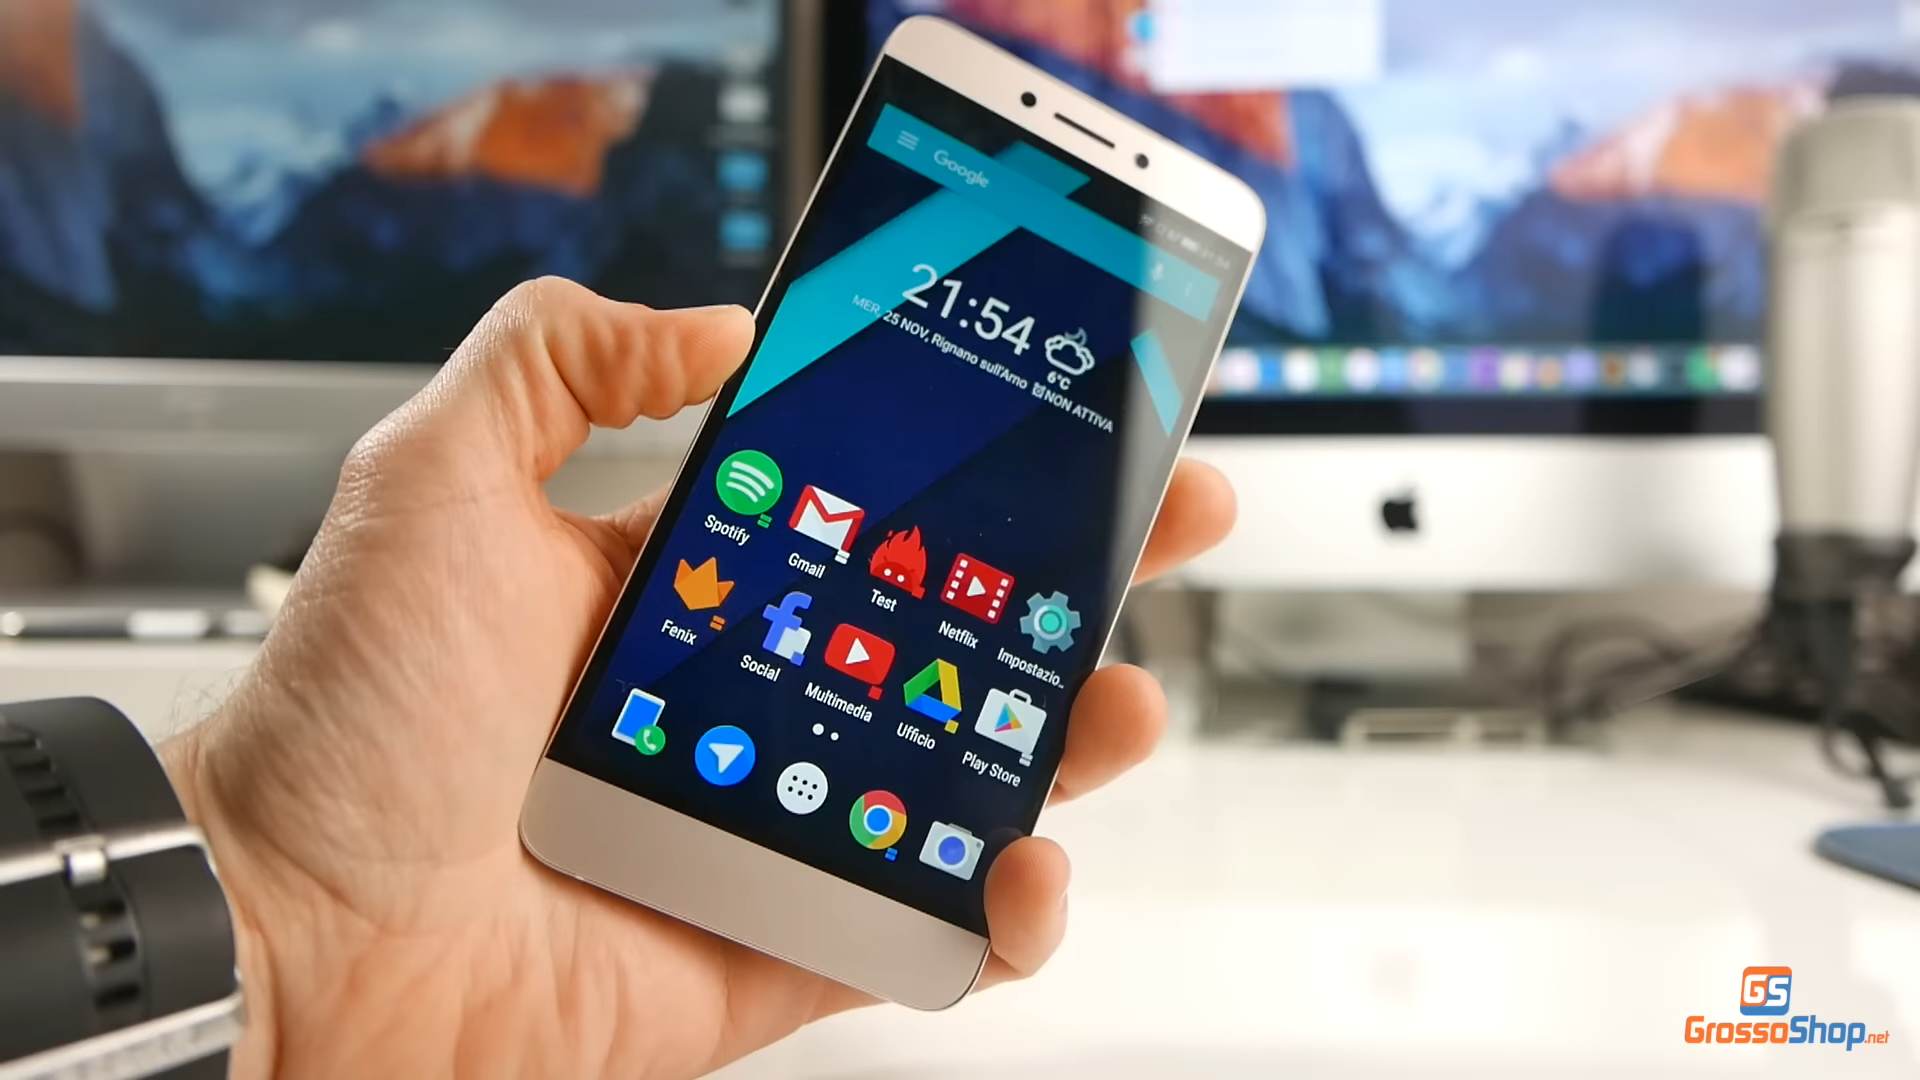 Google
21:54
6°C
MER, 25 NOV, Rignano sull'Arno NON ATTIVA
Spotify
Gmail
Test
Netflix
Impostazio..
Fenix
Social
Multimedia
Ufficio
Play Store
GS
GrossoShop.net